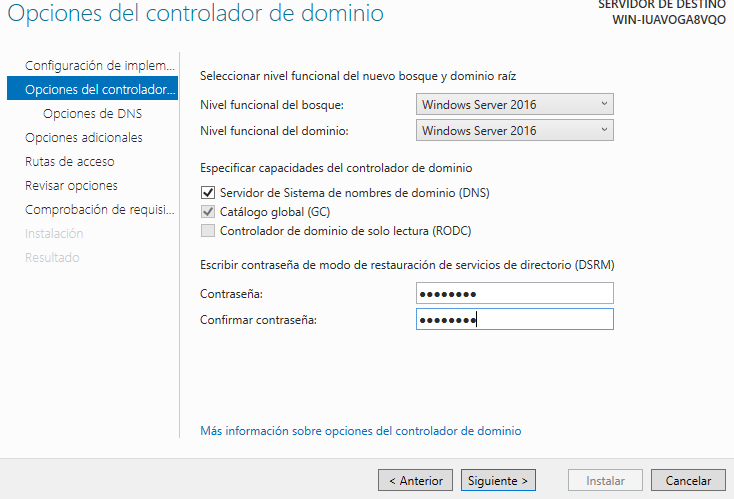 Opciones del controlador de dominio
SERVIDOR DE DESTINO
WIN-IUAVOGA8VQO
Configuración de implem...
Opciones del controlador...
Opciones de DNS
Opciones adicionales
Rutas de acceso
Revisar opciones
Comprobación de requisi...
Instalación
Resultado
Seleccionar nivel funcional del nuevo bosque y dominio raíz
Nivel funcional del bosque: Windows Server 2016
Nivel funcional del dominio: Windows Server 2016
Especificar capacidades del controlador de dominio
Servidor de Sistema de nombres de dominio (DNS)
Catálogo global (GC)
Controlador de dominio de solo lectura (RODC)
Escribir contraseña de modo de restauración de servicios de directorio (DSRM)
Contraseña: ••••••••
Confirmar contraseña: ••••••••
Más información sobre opciones del controlador de dominio
< Anterior Siguiente > Instalar Cancelar